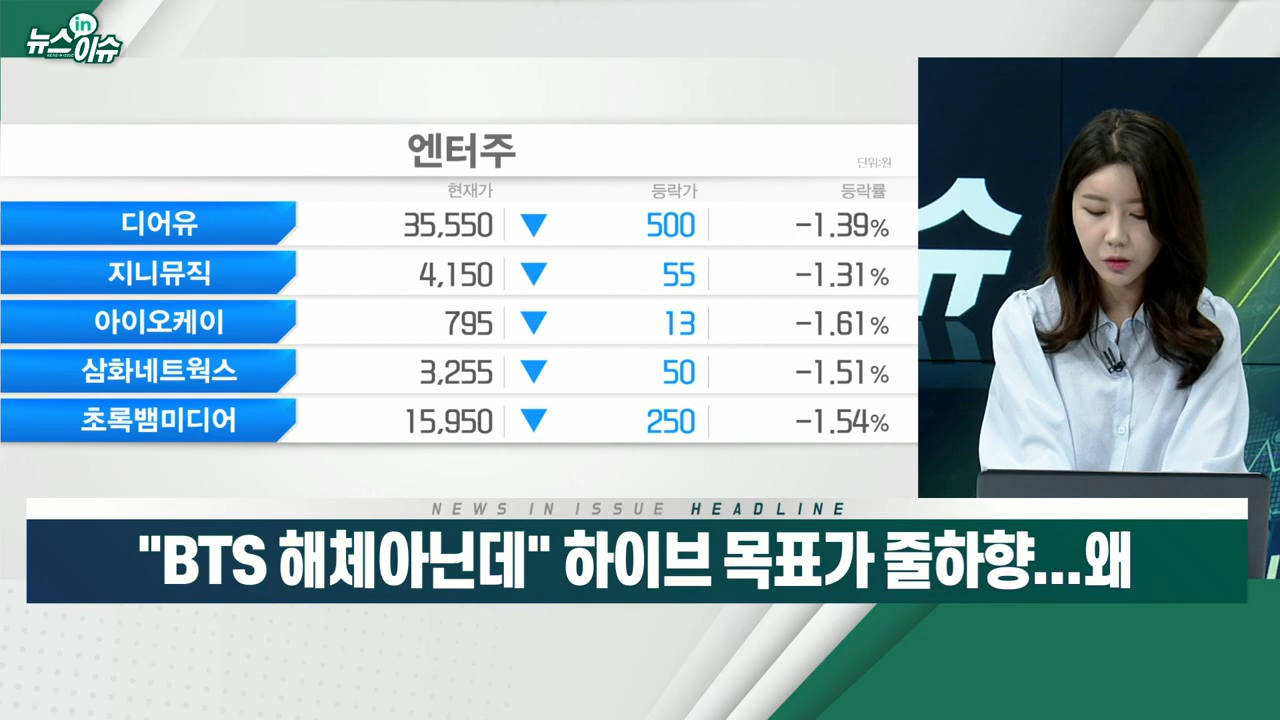 뉴스in이슈
엔터주
단위:원
현재가 등락가 등락률
디어유 35,550 ▼ 500 -1.39%
지니뮤직 4,150 ▼ 55 -1.31%
아이오케이 795 ▼ 13 -1.61%
삼화네트웍스 3,255 ▼ 50 -1.51%
초록뱀미디어 15,950 ▼ 250 -1.54%
슈
NEWS IN ISSUE HEADLINE
"BTS 해체아닌데" 하이브 목표가 줄하향...왜